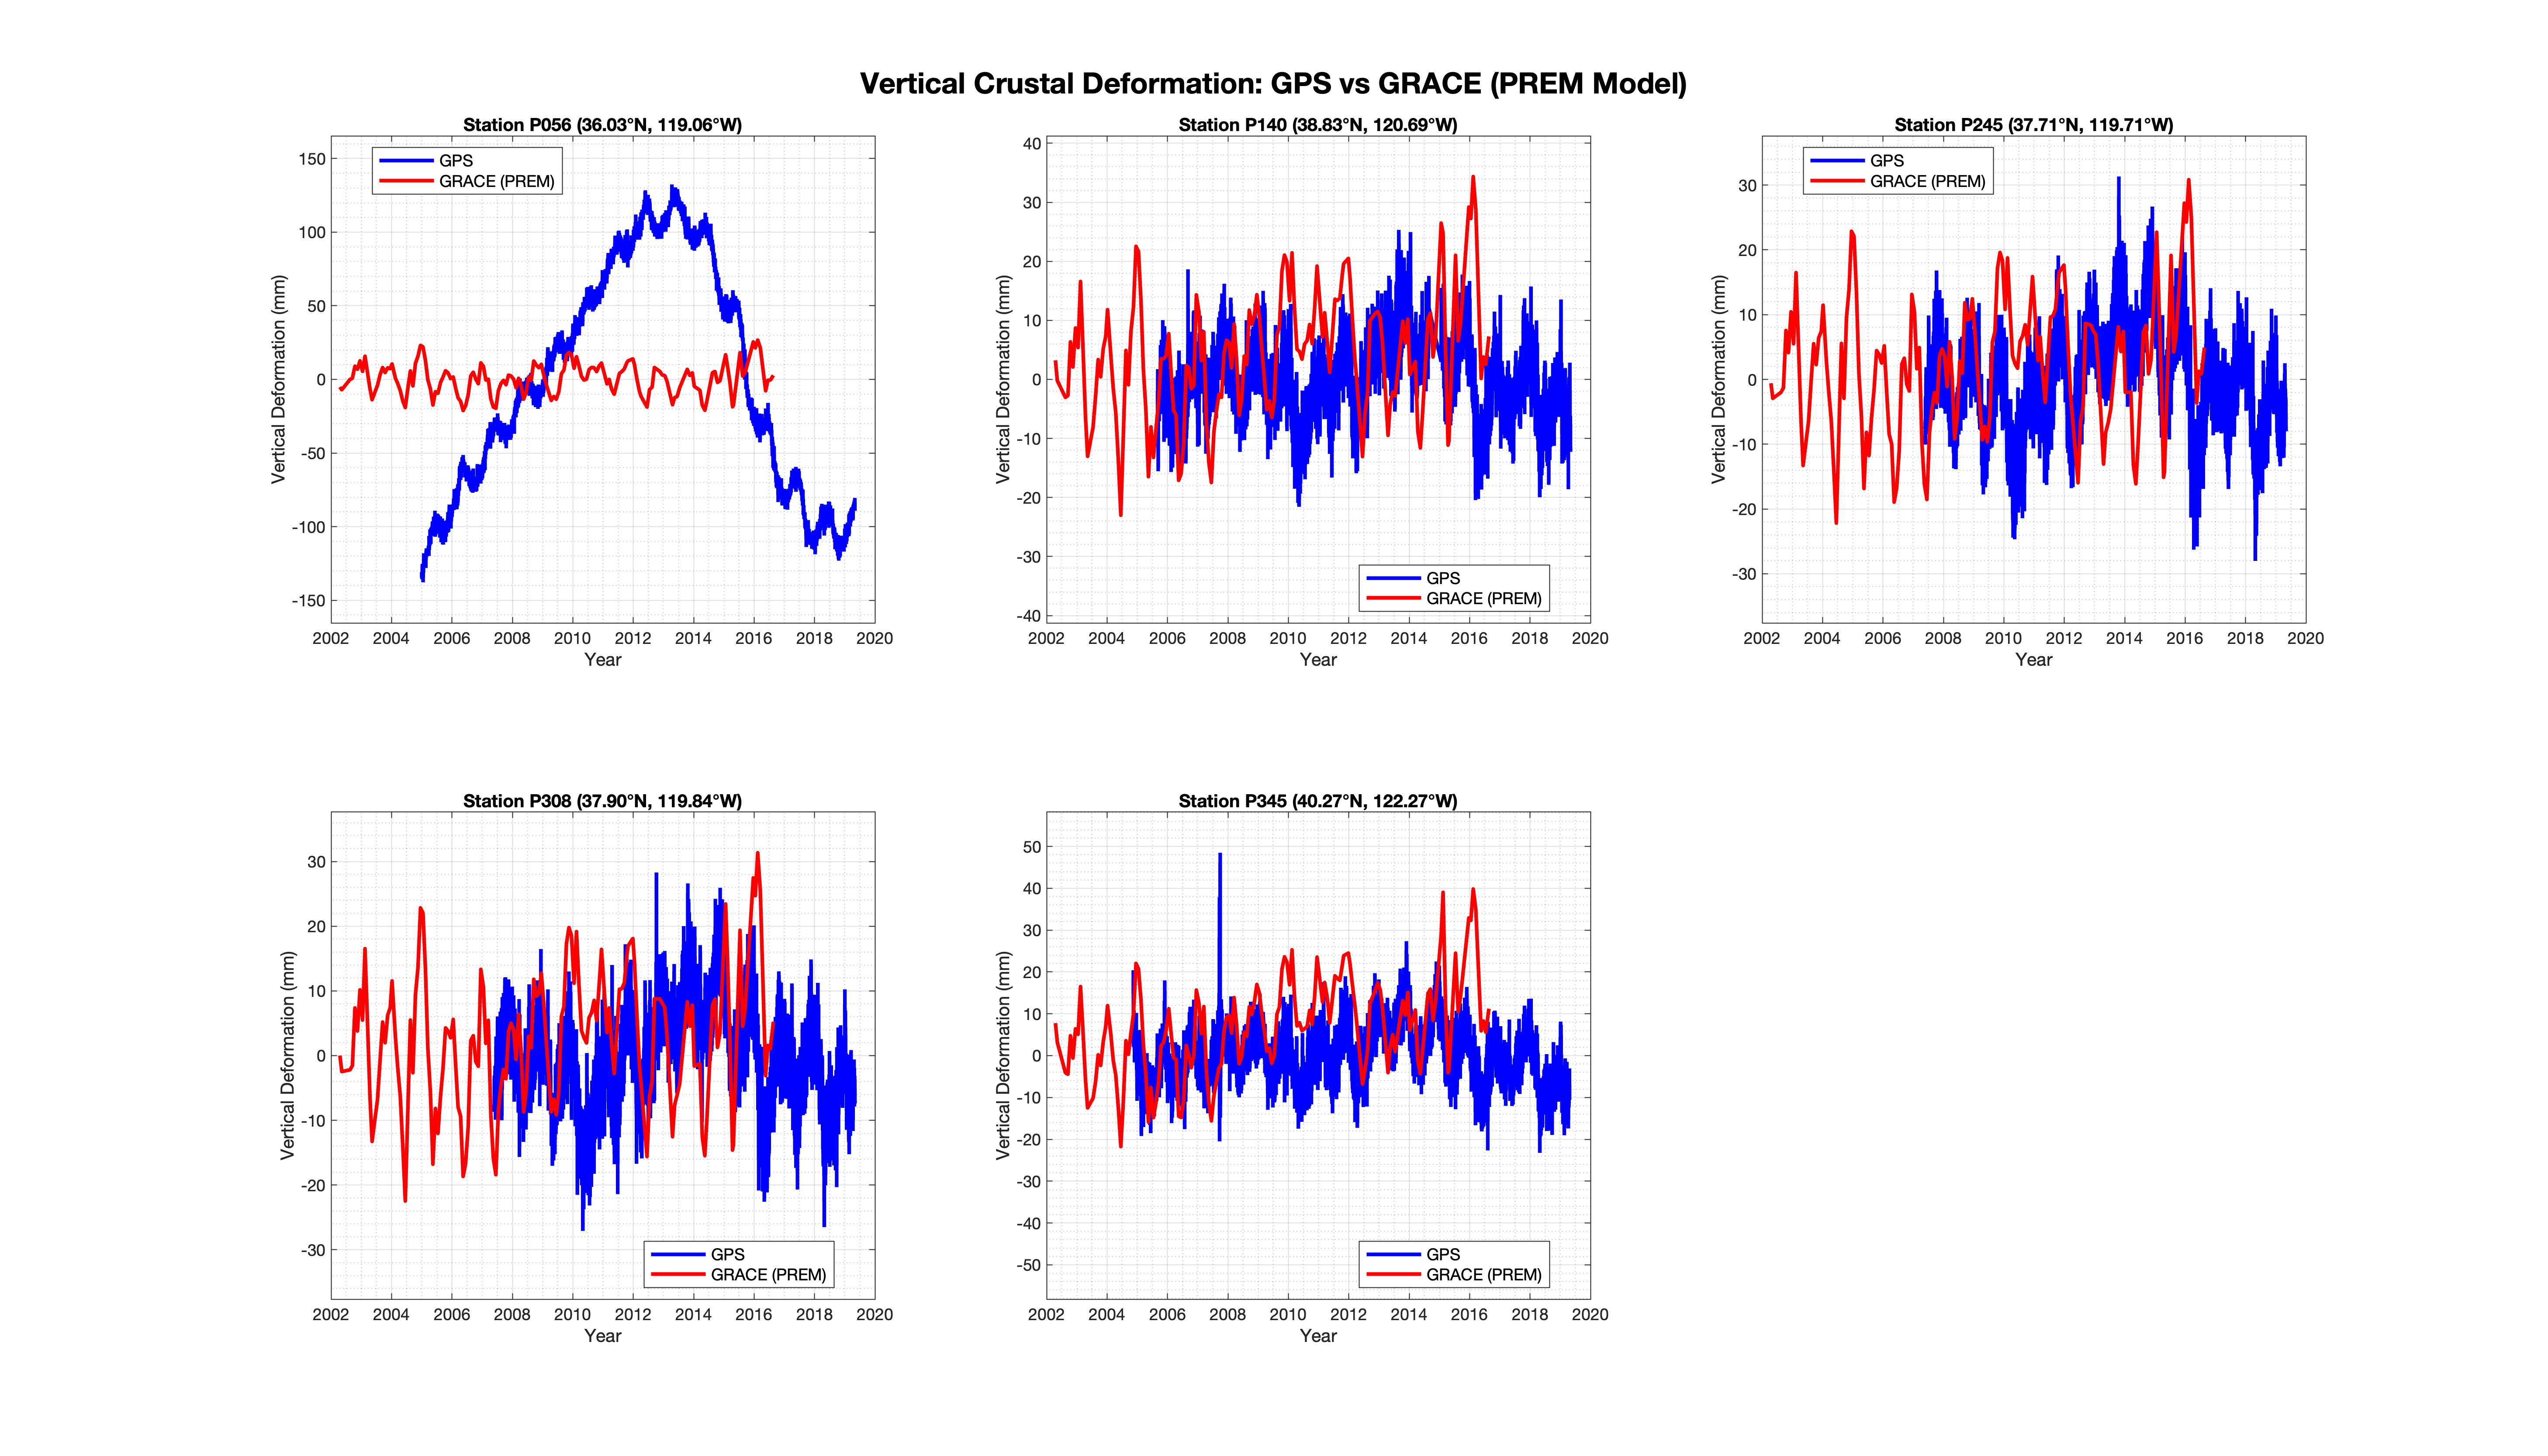 Vertical Crustal Deformation: GPS vs GRACE (PREM Model)
Station P056 (36.03°N, 119.06°W)
GPS
GRACE (PREM)
150
100
50
0
-50
-100
-150
Vertical Deformation (mm)
2002 2004 2006 2008 2010 2012 2014 2016 2018 2020
Year
Station P140 (38.83°N, 120.69°W)
40
30
20
10
0
-10
-20
-30
-40
Vertical Deformation (mm)
GPS
GRACE (PREM)
2002 2004 2006 2008 2010 2012 2014 2016 2018 2020
Year
Station P245 (37.71°N, 119.71°W)
GPS
GRACE (PREM)
30
20
10
0
-10
-20
-30
Vertical Deformation (mm)
2002 2004 2006 2008 2010 2012 2014 2016 2018 2020
Year
Station P308 (37.90°N, 119.84°W)
30
20
10
0
-10
-20
-30
Vertical Deformation (mm)
GPS
GRACE (PREM)
2002 2004 2006 2008 2010 2012 2014 2016 2018 2020
Year
Station P345 (40.27°N, 122.27°W)
50
40
30
20
10
0
-10
-20
-30
-40
-50
Vertical Deformation (mm)
GPS
GRACE (PREM)
2002 2004 2006 2008 2010 2012 2014 2016 2018 2020
Year